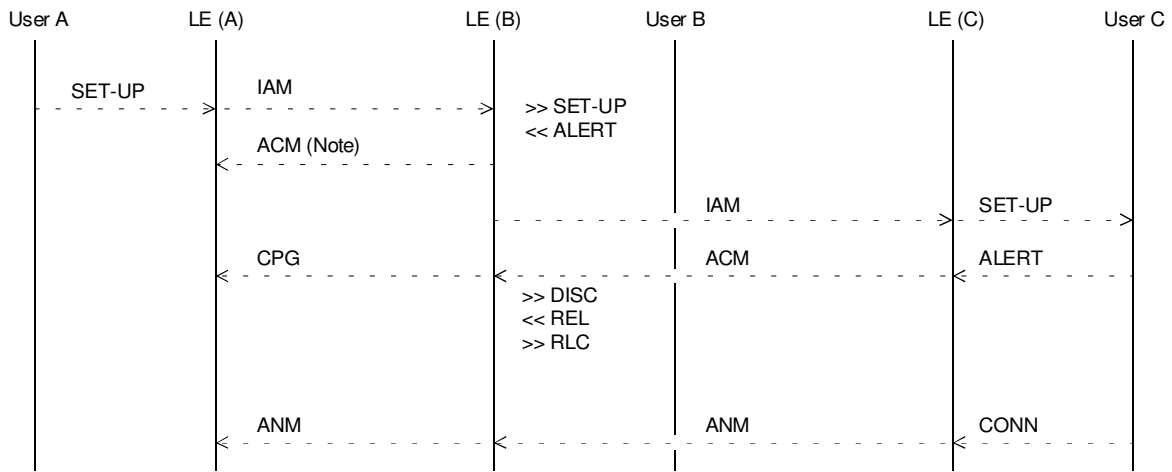 User A LE (A) LE (B) User B LE (C) User C
SET-UP IAM
>> SET-UP
<< ALERT
ACM (Note)
IAM SET-UP
CPG ACM ALERT
>> DISC
<< REL
>> RLC
ANM ANM CONN